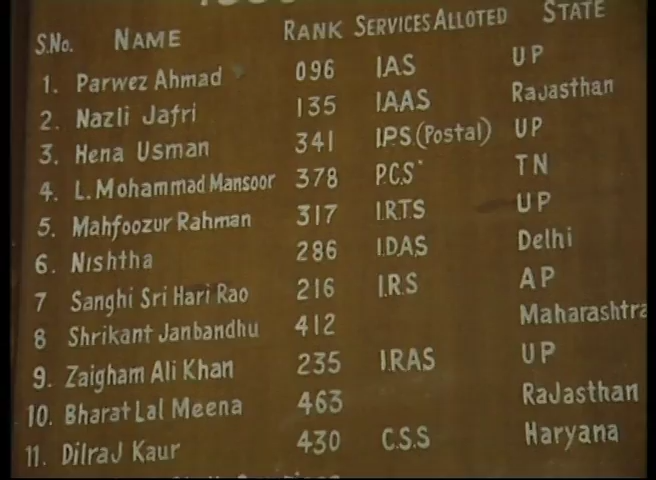 S.No. NAME RANK SERVICES ALLOTED STATE
1. Parwez Ahmad 096 IAS UP
2. Nazli Jafri 135 IAAS Rajasthan
3. Hena Usman 341 I.P.S (Postal) UP
4. L. Mohammad Mansoor 378 P.C.S TN
5. Mahfoozur Rahman 317 I.R.T.S UP
6. Nishtha 286 I.DAS Delhi
7 Sanghi Sri Hari Rao 216 I.R.S AP
8 Shrikant Janbandhu 412 Maharashtra
9. Zaigham Ali Khan 235 I.RAS UP
10. Bharat Lal Meena 463 Rajasthan
11. Dilraj Kaur 430 C.S.S Haryana